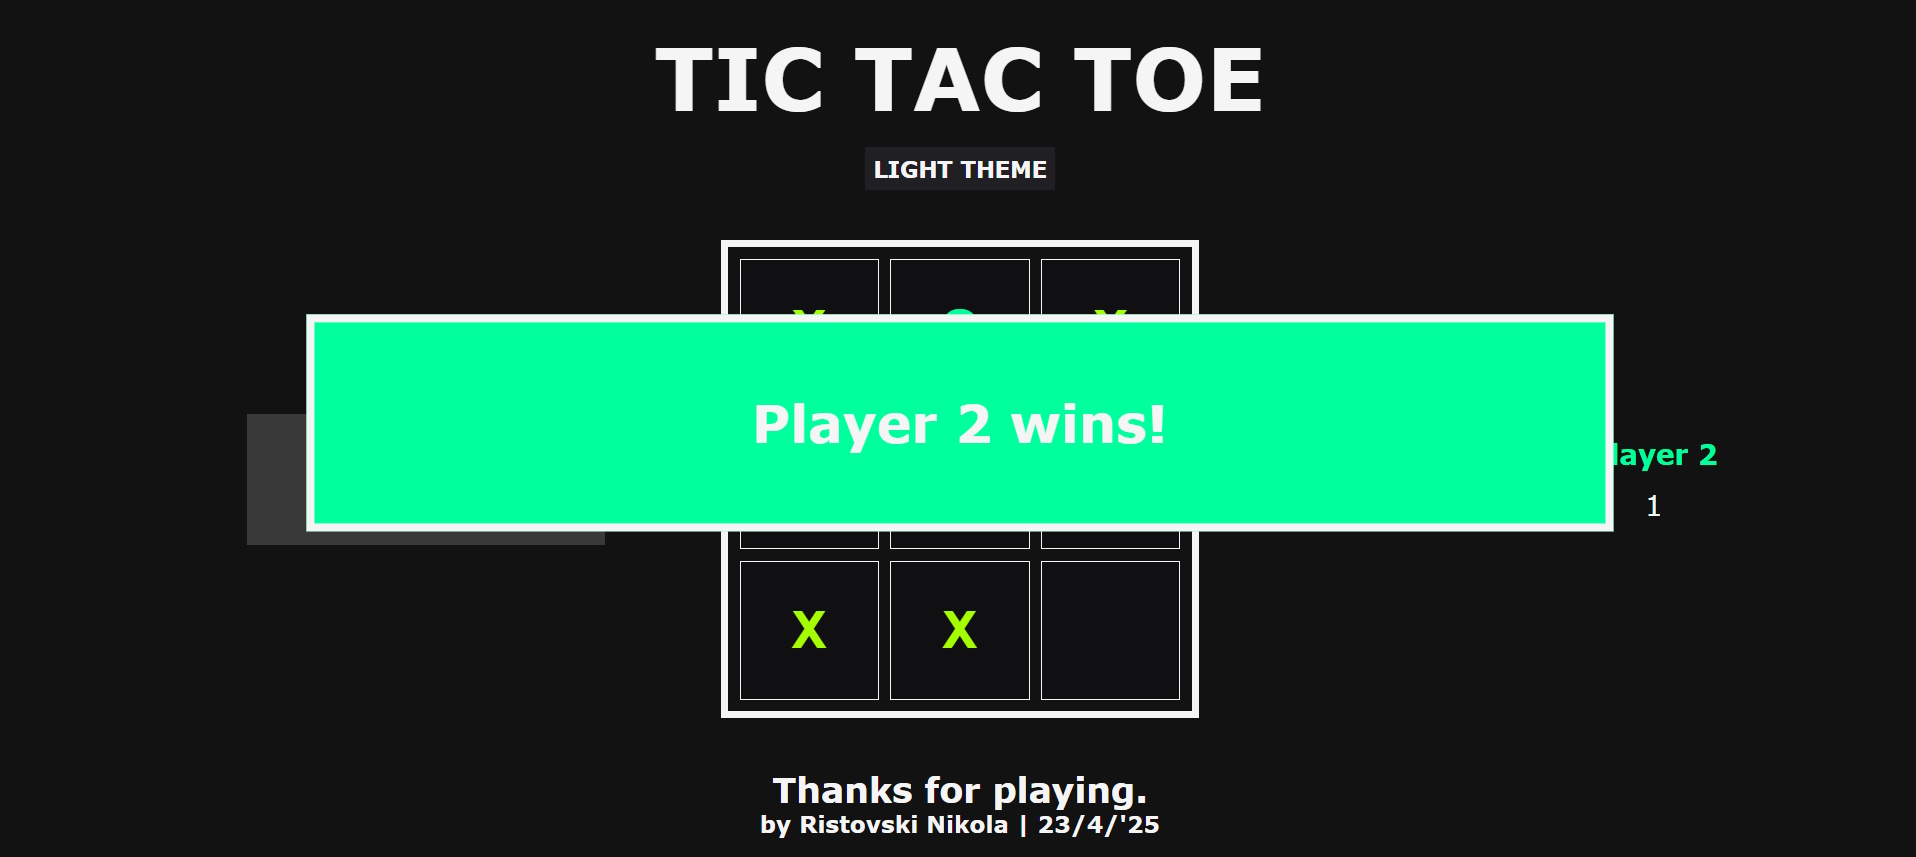 TIC TAC TOE
LIGHT THEME
Player 2 wins!
layer 2
1
X X
Thanks for playing.
by Ristovski Nikola | 23/4/'25